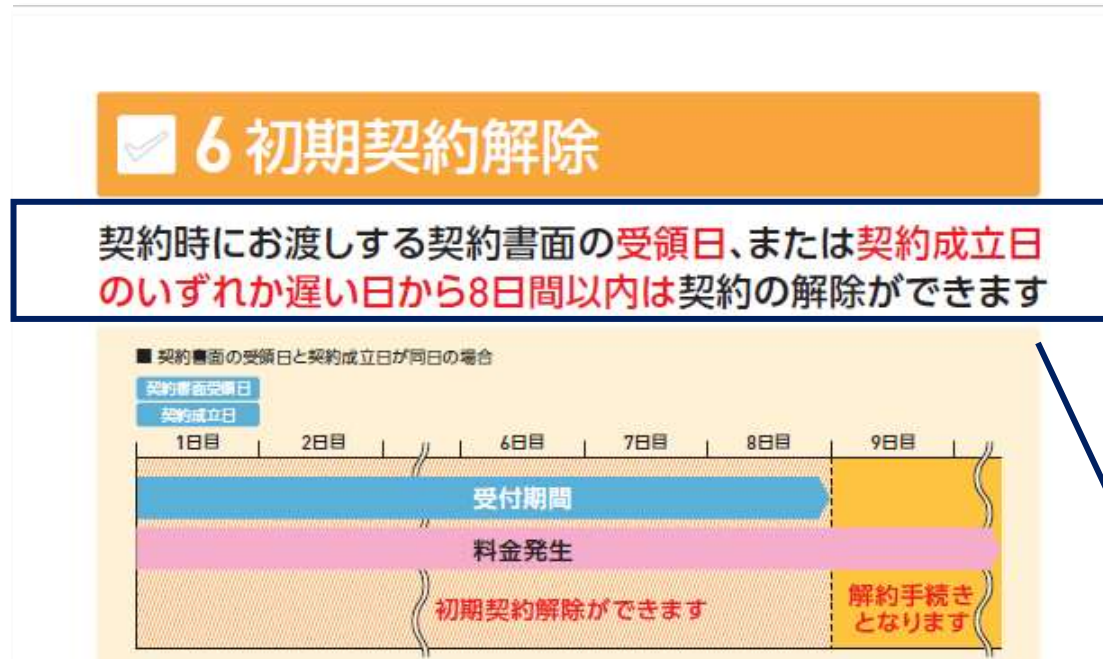 6 初期契約解除
契約時にお渡しする契約書面の受領日、または契約成立日
のいずれか遅い日から8日間以内は契約の解除ができます
■ 契約書面の受領日と契約成立日が同日の場合
契約書面受領日
契約成立日
1日目 2日目 6日目 7日目 8日目 9日目
受付期間
料金発生
初期契約解除ができます
解約手続き
となります